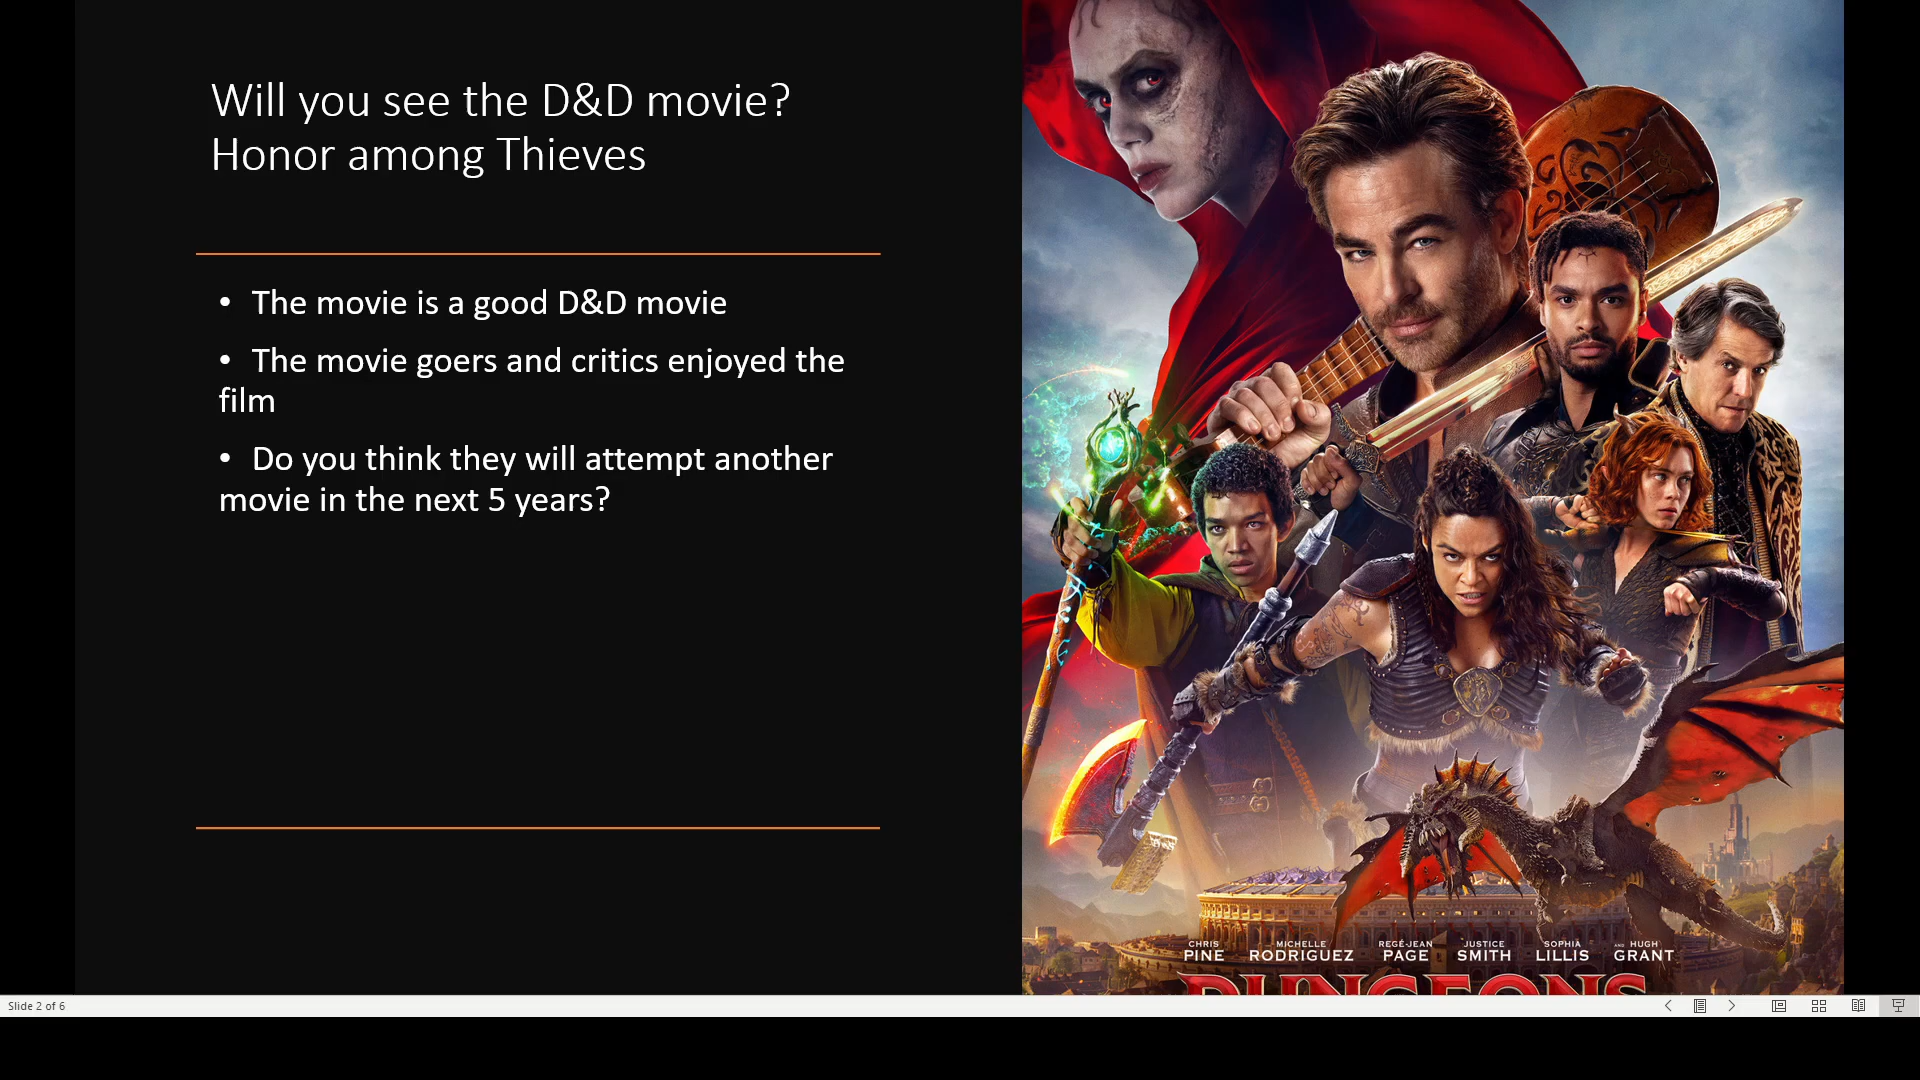 Will you see the D&D movie?
Honor among Thieves
• The movie is a good D&D movie
• The movie goers and critics enjoyed the
film
• Do you think they will attempt another
movie in the next 5 years?
CHRIS PINE MICHELLE RODRIGUEZ REGÉ-JEAN PAGE JUSTICE SMITH SOPHIA LILLIS AND HUGH GRANT
DUNGEONS
Slide 2 of 6